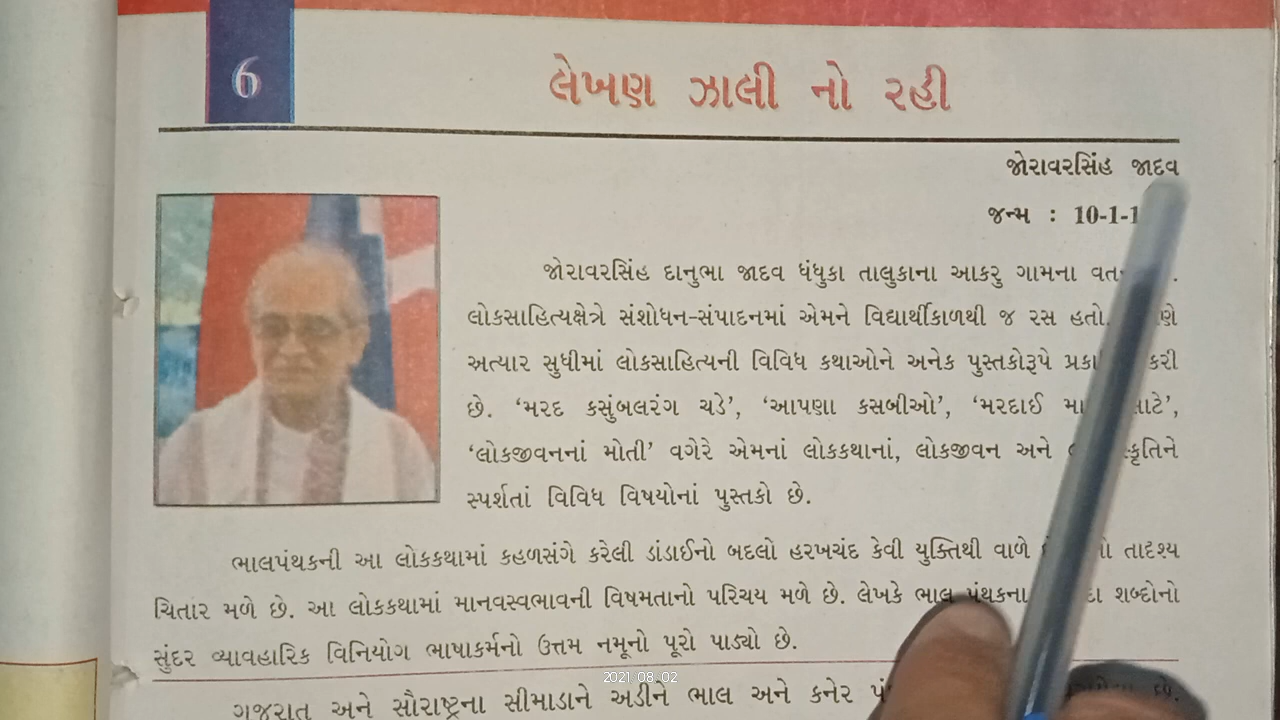 6
લેખણ ઝાલી નો રહી
જોરાવરસિંહ જાદવ
જન્મ : 10-1-1
જોરાવરસિંહ દાનુભા જાદવ ધંધુકા તાલુકાના આકરુ ગામના
લોકસાહિત્યક્ષેત્રે સંશોધન-સંપાદનમાં એમને વિદ્યાર્થીકાળથી જ રસ હતો.
અત્યાર સુધીમાં લોકસાહિત્યની વિવિધ કથાઓને અનેક પુસ્તકોરૂપે કરી
છે. ‘મરદ કસુંબલરંગ ચડે’, ‘આપણા કસબીઓ’, ‘મરદાઈ સાટે’,
‘લોકજીવનનાં મોતી’ વગેરે એમનાં લોકકથાનાં, લોકજીવન અને
સ્પર્શતાં વિવિધ વિષયોનાં પુસ્તકો છે.
ભાલપંથકની આ લોકકથામાં કહળસંગે કરેલી ડાંડાઈનો બદલો હરખચંદ કેવી યુક્તિથી વાળે તાદૃશ્ય
ચિતાર મળે છે. આ લોકકથામાં માનવસ્વભાવની વિષમતાનો પરિચય મળે છે. લેખકે ભાલ પંથકના શબ્દોનો
સુંદર વ્યાવહારિક વિનિયોગ ભાષાકર્મનો ઉત્તમ નમૂનો પૂરો પાડ્યો છે.
2021 08 02
ગુજરાત અને સૌરાષ્ટ્રના સીમાડાને અડીને ભાલ અને કનેર છે.